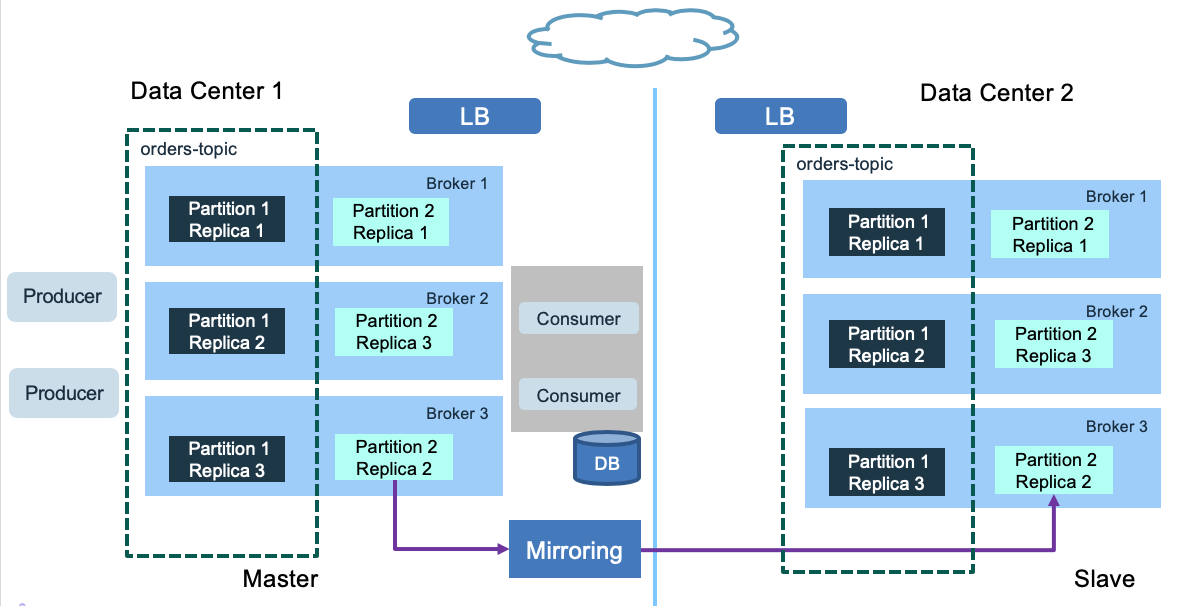 Data Center 1
LB
orders-topic
Broker 1
Partition 1
Replica 1
Partition 2
Replica 1
Producer
Broker 2
Partition 1
Replica 2
Partition 2
Replica 3
Consumer
Producer
Consumer
Broker 3
Partition 1
Replica 3
Partition 2
Replica 2
DB
Mirroring
Master
LB
Data Center 2
orders-topic
Broker 1
Partition 1
Replica 1
Partition 2
Replica 1
Broker 2
Partition 1
Replica 2
Partition 2
Replica 3
Broker 3
Partition 1
Replica 3
Partition 2
Replica 2
Slave